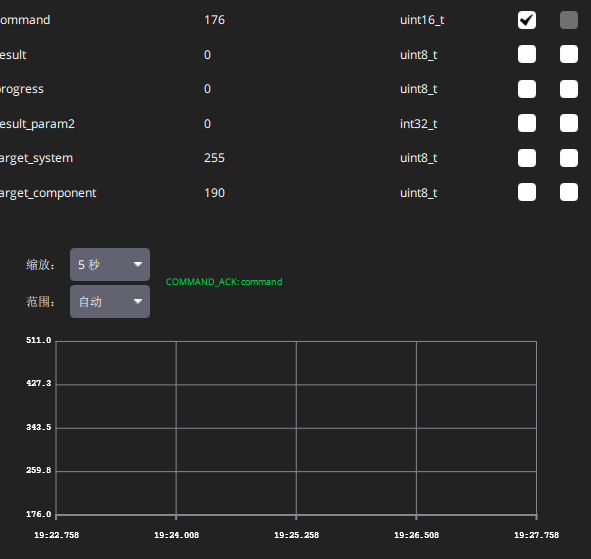 ommand 176 uint16_t
esult 0 uint8_t
rogress 0 uint8_t
esult_param2 0 int32_t
arget_system 255 uint8_t
arget_component 190 uint8_t
缩放： 5 秒
COMMAND_ACK: command
范围： 自动
511.0
427.3
343.5
259.8
176.0
19:22.758 19:24.008 19:25.258 19:26.508 19:27.758